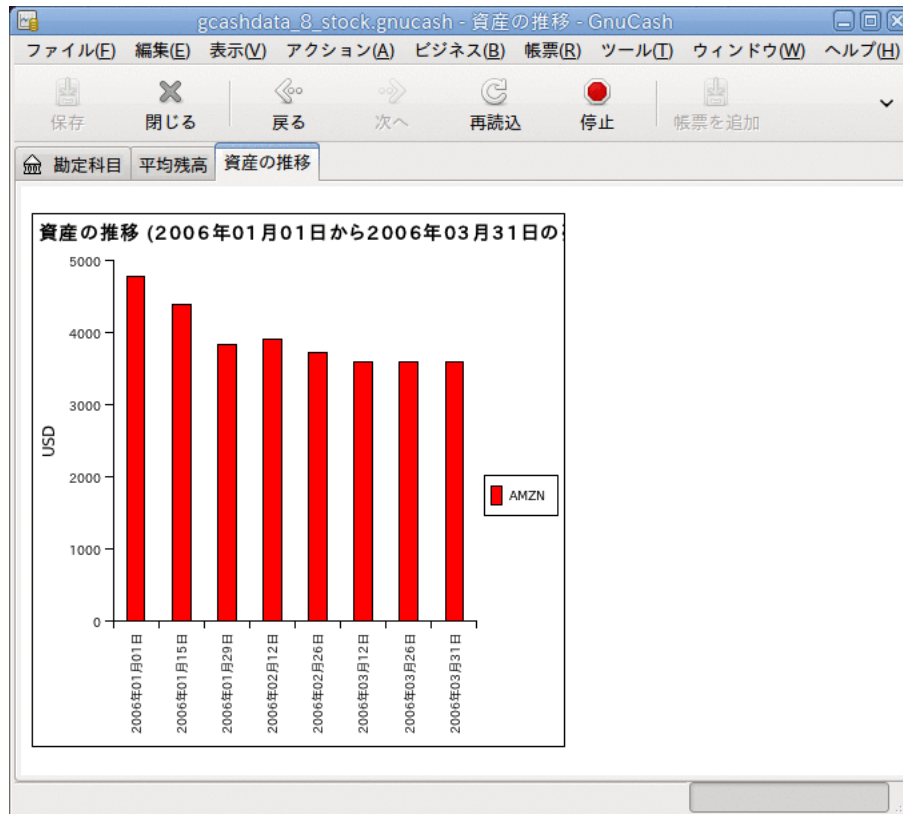 gcashdata_8_stock.gnucash - 資産の推移 - GnuCash
ファイル(F) 編集(E) 表示(V) アクション(A) ビジネス(B) 帳票(R) ツール(T) ウィンドウ(W) ヘルプ(H)
保存 閉じる 戻る 次へ 再読込 停止 帳票を追加
勘定科目 平均残高 資産の推移
資産の推移 (2006年01月01日から2006年03月31日の
5000
4000
3000
2000
1000
0
USD
AMZN
2006年01月01日
2006年01月15日
2006年01月29日
2006年02月12日
2006年02月26日
2006年03月12日
2006年03月26日
2006年03月31日